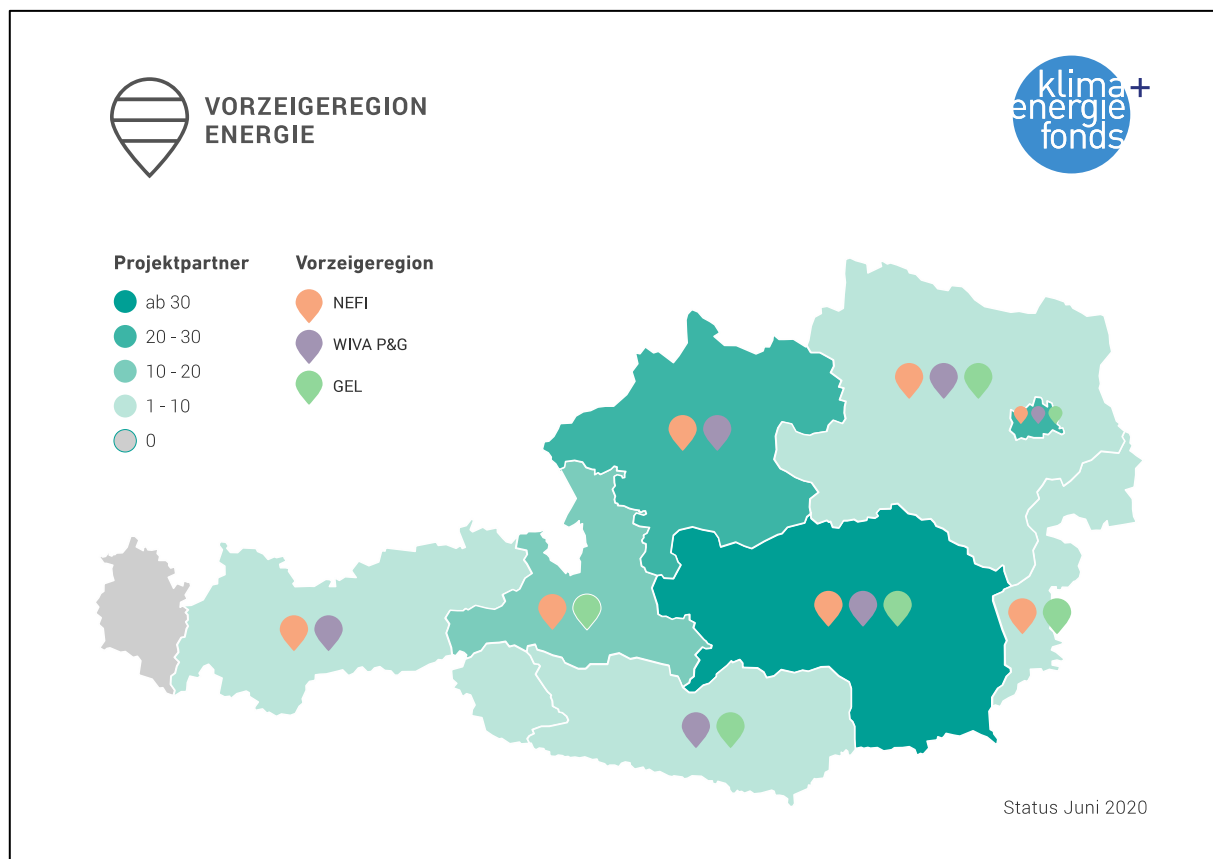 VORZEIGEREGION
ENERGIE
klima+
energie
fonds
Projektpartner
ab 30
20 - 30
10 - 20
1 - 10
0
Vorzeigeregion
NEFI
WIVA P&G
GEL
Status Juni 2020